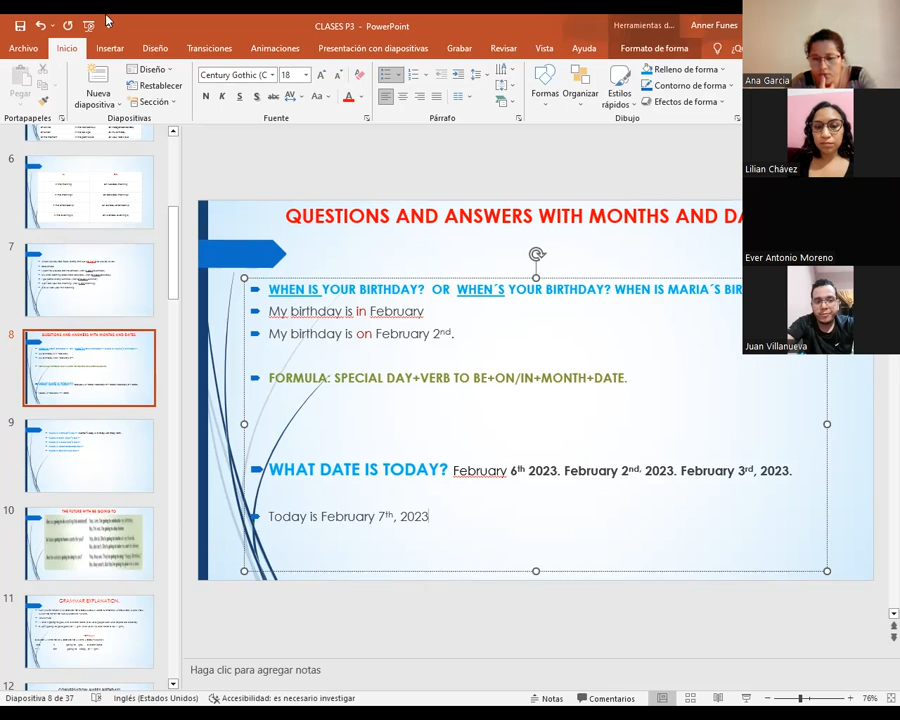 CLASES P3 - PowerPoint
Herramientas d...
Anner Funes
Archivo Inicio Insertar Diseño Transiciones Animaciones Presentación con diapositivas Grabar Revisar Vista Ayuda Formato de forma
Pegar
Nueva
diapositiva
Diseño
Restablecer
Sección
Century Gothic (C 18
N K S S abc AV Aa A
Formas
Organizar
Estilos
rápidos
Relleno de forma
Contorno de forma
Efectos de forma
Portapapeles Diapositivas Fuente Párrafo Dibujo
Ana Garcia
Lilian Chávez
Ever Antonio Moreno
Juan Villanueva
6
7
8
9
10
11
12
GRAMMAR EXPLANATION.
QUESTIONS AND ANSWERS WITH MONTHS AND DA
WHEN IS YOUR BIRTHDAY? OR WHEN´S YOUR BIRTHDAY? WHEN IS MARIA´S BIR
My birthday is in February
My birthday is on February 2nd.
FORMULA: SPECIAL DAY+VERB TO BE+ON/IN+MONTH+DATE.
WHAT DATE IS TODAY? February 6th 2023. February 2nd, 2023. February 3rd, 2023.
Today is February 7th, 2023
Haga clic para agregar notas
Diapositiva 8 de 37 Inglés (Estados Unidos) Accesibilidad: es necesario investigar Notas Comentarios 76%